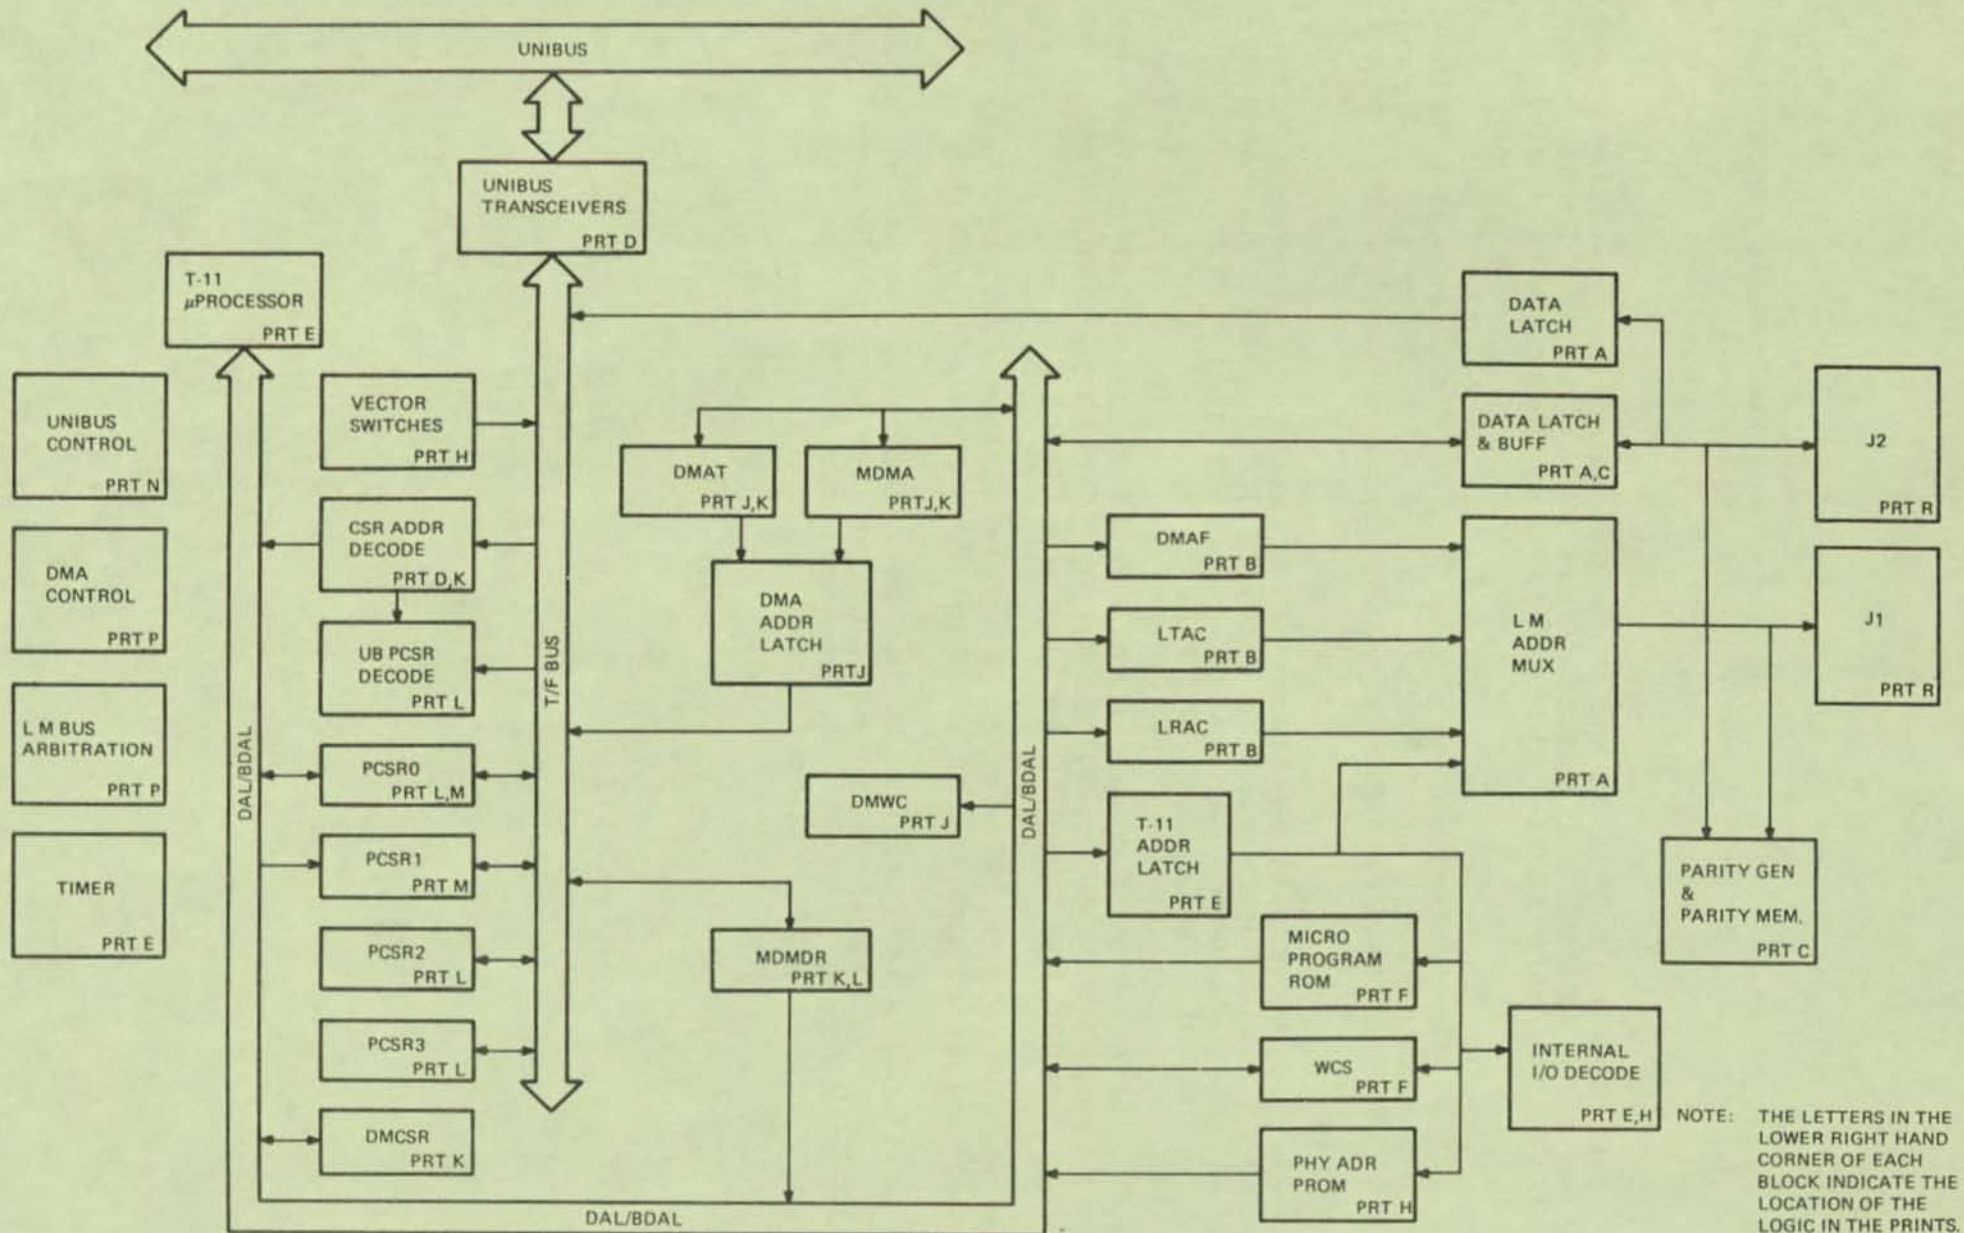 UNIBUS
UNIBUS
TRANSCEIVERS
PRT D
T-11
μPROCESSOR
PRT E
UNIBUS
CONTROL
PRT N
DMA
CONTROL
PRT P
L M BUS
ARBITRATION
PRT P
TIMER
PRT E
DAL/BDAL
VECTOR
SWITCHES
PRT H
CSR ADDR
DECODE
PRT D,K
UB PCSR
DECODE
PRT L
PCSR0
PRT L,M
PCSR1
PRT M
PCSR2
PRT L
PCSR3
PRT L
DMCSR
PRT K
T/F BUS
DMAT
PRT J,K
MDMA
PRTJ,K
DMA
ADDR
LATCH
PRTJ
DMWC
PRT J
MDMDR
PRT K,L
DAL/BDAL
DAL/BDAL
DATA
LATCH
PRT A
DATA LATCH
& BUFF
PRT A,C
DMAF
PRT B
LTAC
PRT B
LRAC
PRT B
T-11
ADDR
LATCH
PRT E
L M
ADDR
MUX
PRT A
MICRO
PROGRAM
ROM
PRT F
WCS
PRT F
PHY ADR
PROM
PRT H
INTERNAL
I/O DECODE
PRT E,H
J2
PRT R
J1
PRT R
PARITY GEN
&
PARITY MEM.
PRT C
NOTE: THE LETTERS IN THE
LOWER RIGHT HAND
CORNER OF EACH
BLOCK INDICATE THE
LOCATION OF THE
LOGIC IN THE PRINTS.